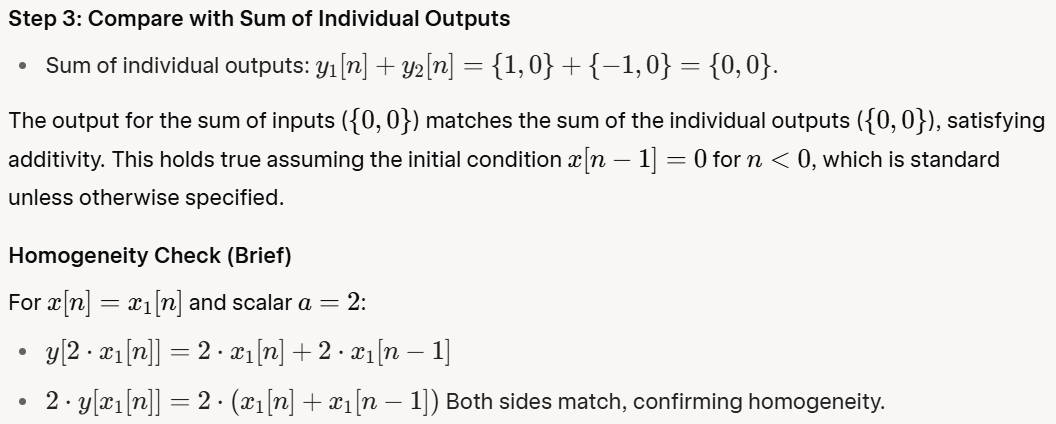 Step 3: Compare with Sum of Individual Outputs
• Sum of individual outputs: y₁[n] + y₂[n] = {1, 0} + {−1, 0} = {0, 0}.
The output for the sum of inputs ({0, 0}) matches the sum of the individual outputs ({0, 0}), satisfying
additivity. This holds true assuming the initial condition x[n − 1] = 0 for n < 0, which is standard
unless otherwise specified.
Homogeneity Check (Brief)
For x[n] = x₁[n] and scalar a = 2:
• y[2 · x₁[n]] = 2 · x₁[n] + 2 · x₁[n − 1]
• 2 · y[x₁[n]] = 2 · (x₁[n] + x₁[n − 1]) Both sides match, confirming homogeneity.